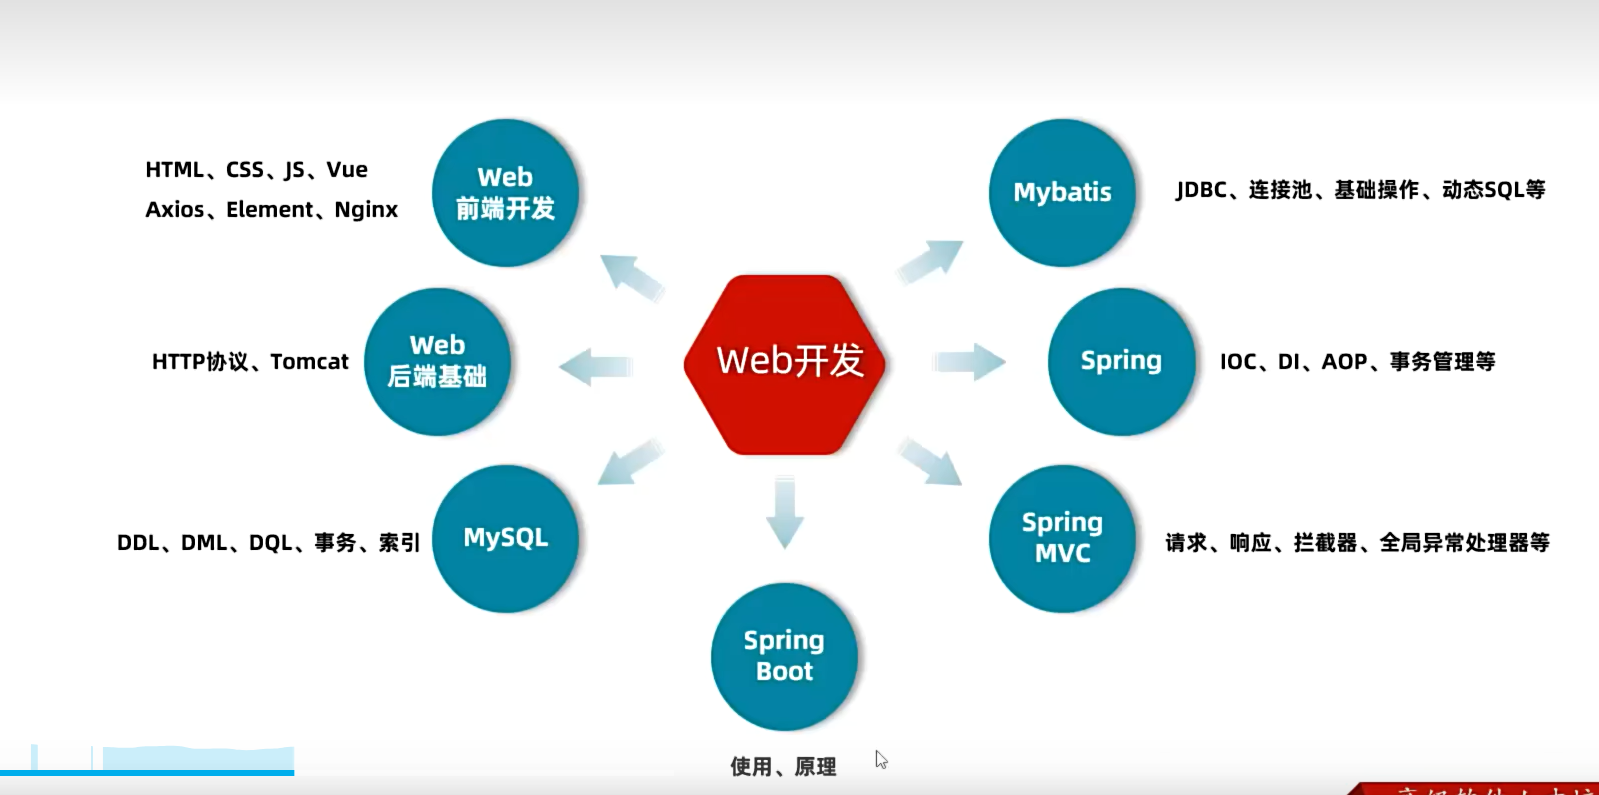 HTML、CSS、JS、Vue
Axios、Element、Nginx
Web
前端开发
HTTP协议、Tomcat
Web
后端基础
DDL、DML、DQL、事务、索引
MySQL
Web开发
Spring
Boot
使用、原理
Mybatis
JDBC、连接池、基础操作、动态SQL等
Spring
IOC、DI、AOP、事务管理等
Spring
MVC
请求、响应、拦截器、全局异常处理器等